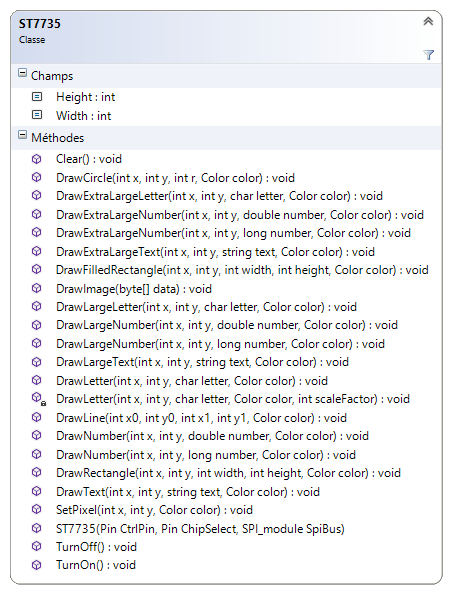 ST7735
Classe
Champs
Height : int
Width : int
Méthodes
Clear() : void
DrawCircle(int x, int y, int r, Color color) : void
DrawExtraLargeLetter(int x, int y, char letter, Color color) : void
DrawExtraLargeNumber(int x, int y, double number, Color color) : void
DrawExtraLargeNumber(int x, int y, long number, Color color) : void
DrawExtraLargeText(int x, int y, string text, Color color) : void
DrawFilledRectangle(int x, int y, int width, int height, Color color) : void
DrawImage(byte[] data) : void
DrawLargeLetter(int x, int y, char letter, Color color) : void
DrawLargeNumber(int x, int y, double number, Color color) : void
DrawLargeNumber(int x, int y, long number, Color color) : void
DrawLargeText(int x, int y, string text, Color color) : void
DrawLetter(int x, int y, char letter, Color color) : void
DrawLetter(int x, int y, char letter, Color color, int scaleFactor) : void
DrawLine(int x0, int y0, int x1, int y1, Color color) : void
DrawNumber(int x, int y, double number, Color color) : void
DrawNumber(int x, int y, long number, Color color) : void
DrawRectangle(int x, int y, int width, int height, Color color) : void
DrawText(int x, int y, string text, Color color) : void
SetPixel(int x, int y, Color color) : void
ST7735(Pin CtrlPin, Pin ChipSelect, SPI_module SpiBus)
TurnOff() : void
TurnOn() : void